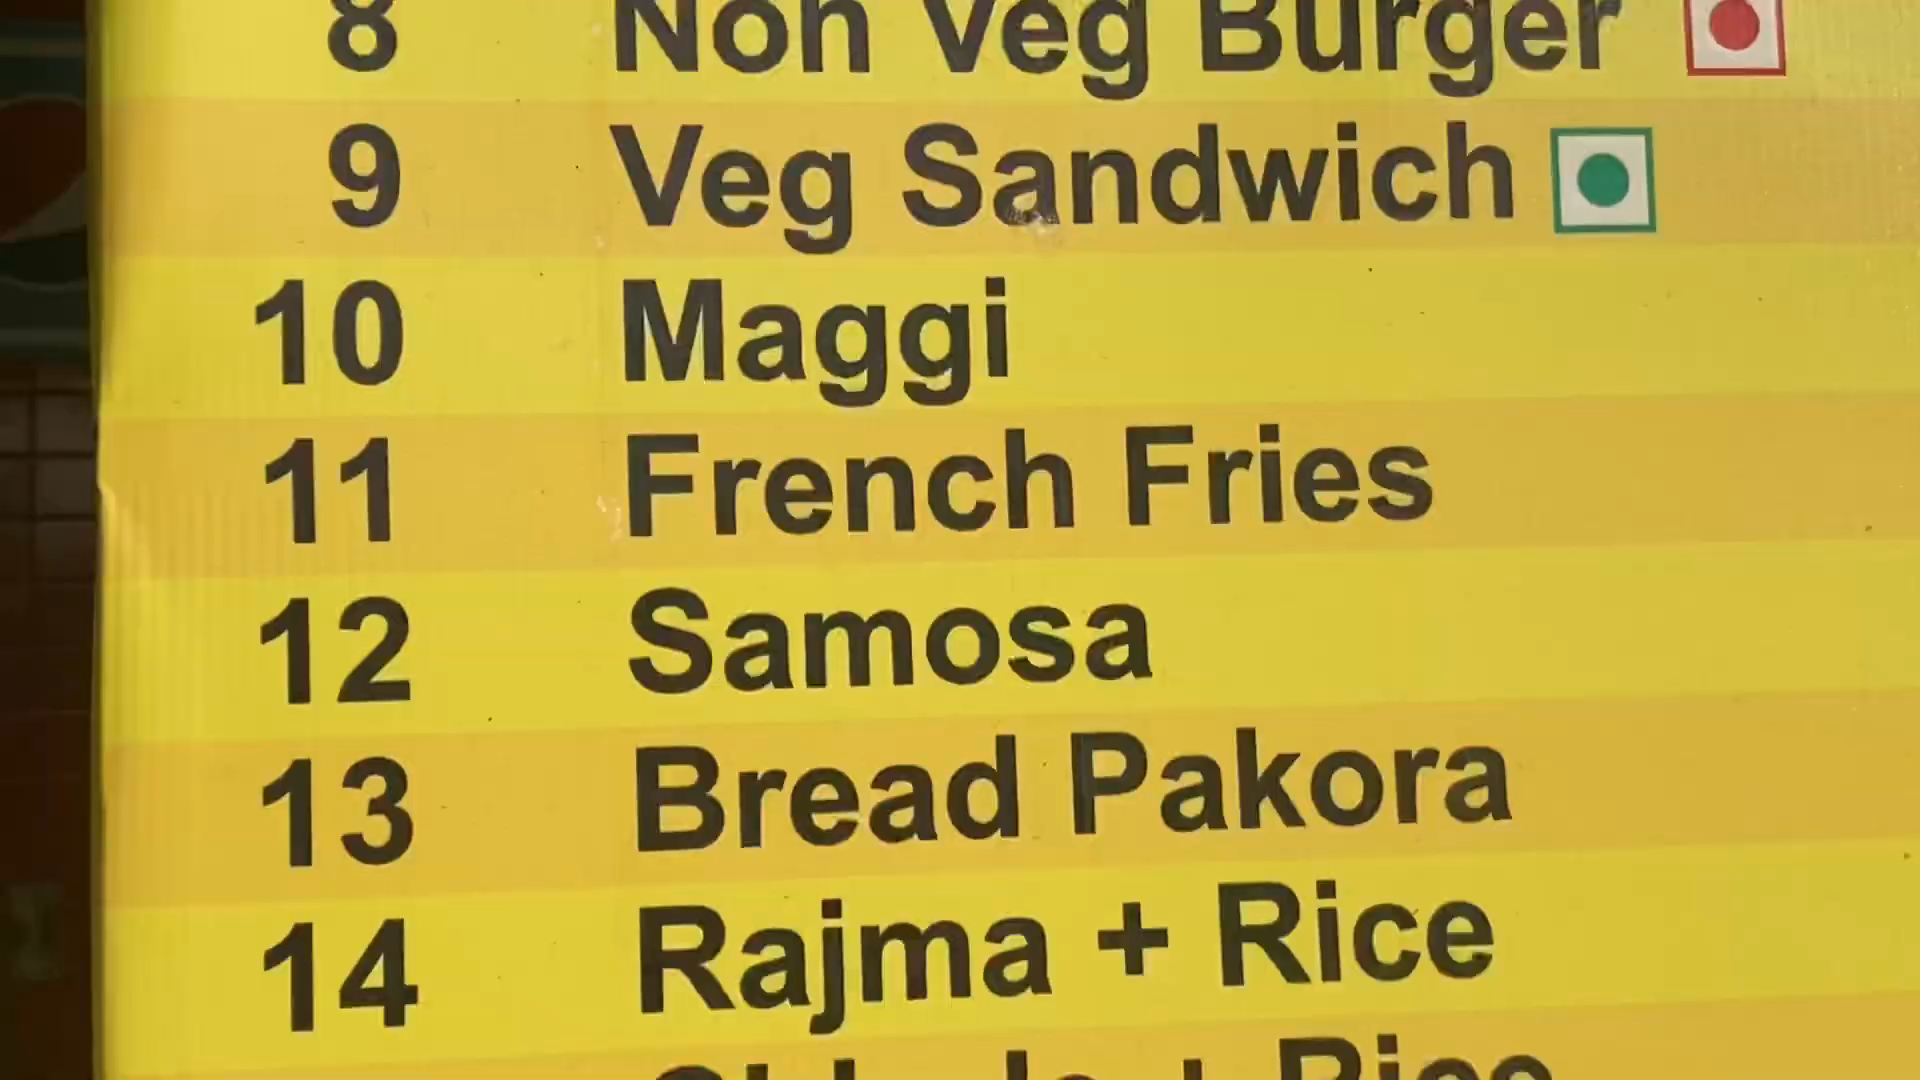 8 Non Veg Burger
9 Veg Sandwich
10 Maggi
11 French Fries
12 Samosa
13 Bread Pakora
14 Rajma + Rice
+ Rice